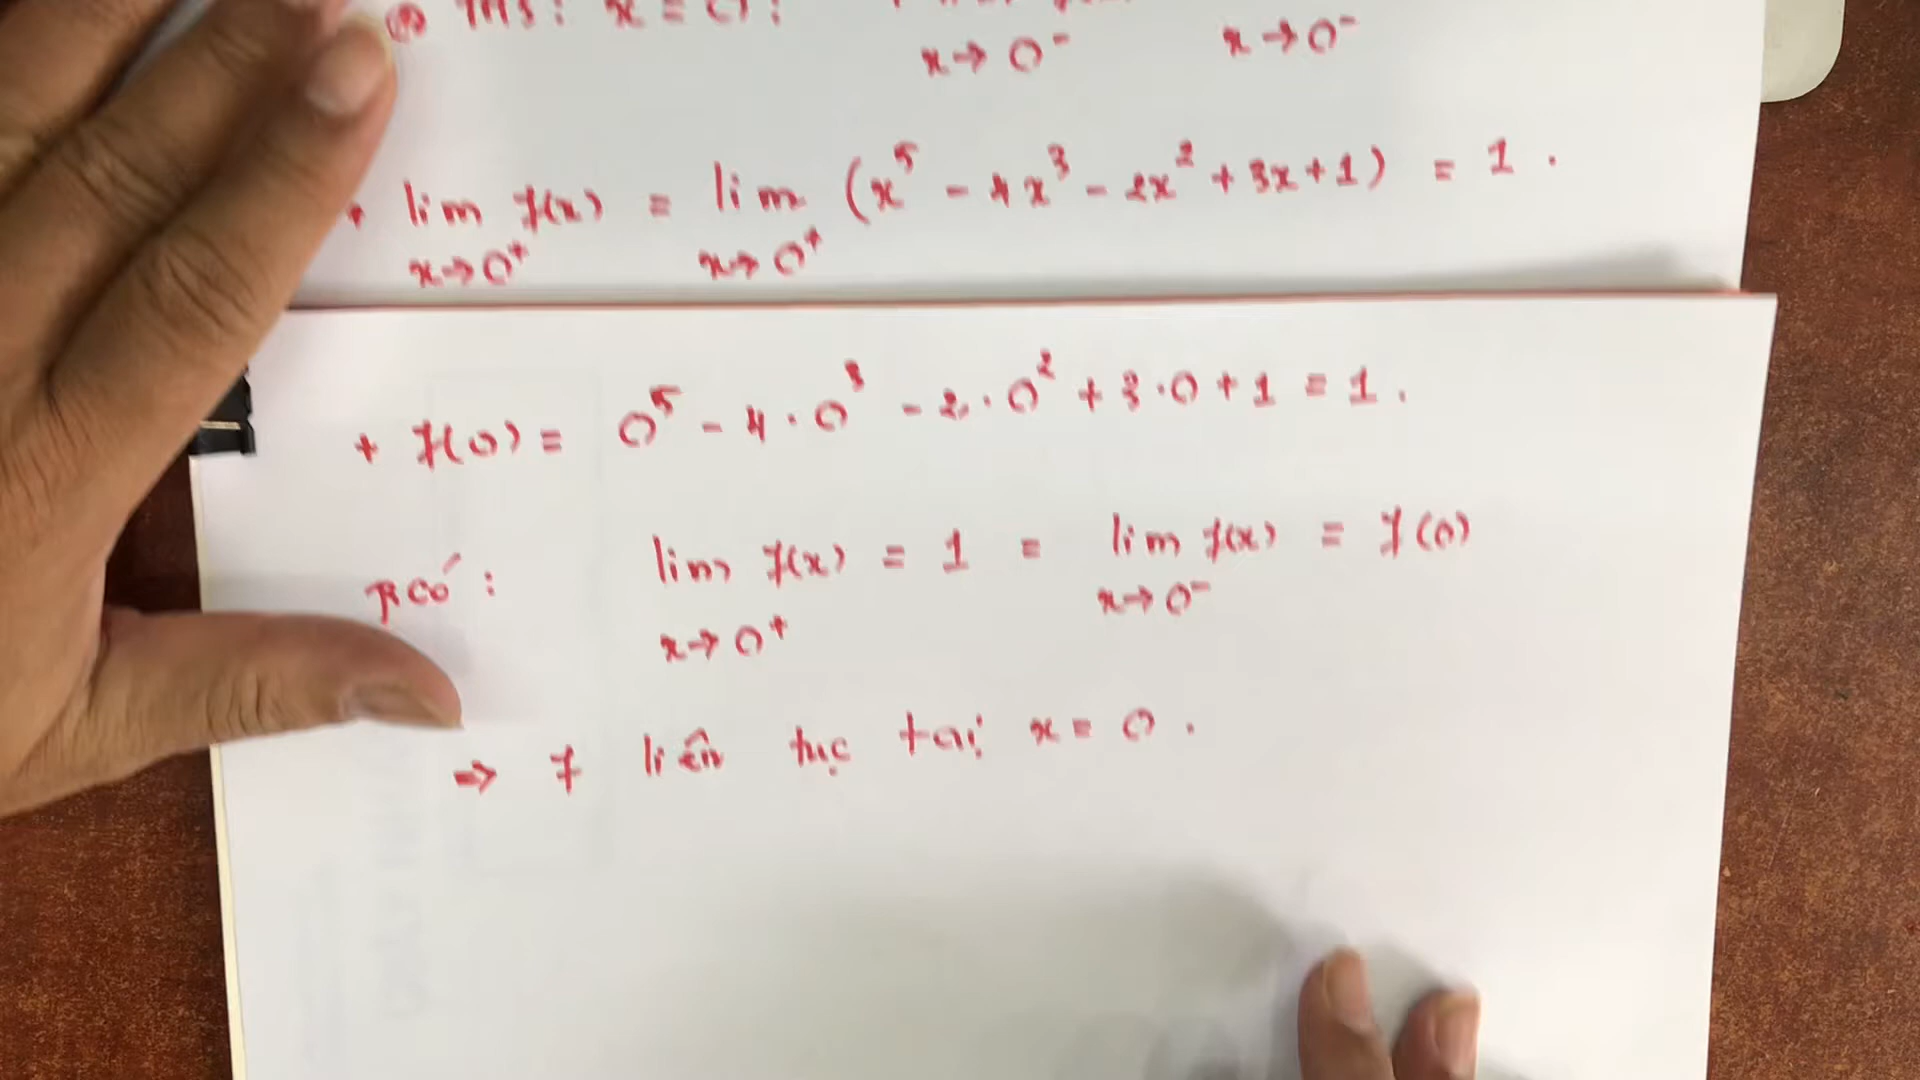 x = 0 :
x→0⁻ x→0⁻
+ lim f(x) = lim (x⁵ - 4x³ - 2x² + 3x + 1) = 1 .
x→0⁺ x→0⁺
+ f(0) = 0⁵ - 4 . 0³ - 2 . 0² + 3 . 0 + 1 = 1 .
có : lim f(x) = 1 = lim f(x) = f(0)
x→0⁺ x→0⁻
⇒ f liên tục tại x = 0 .